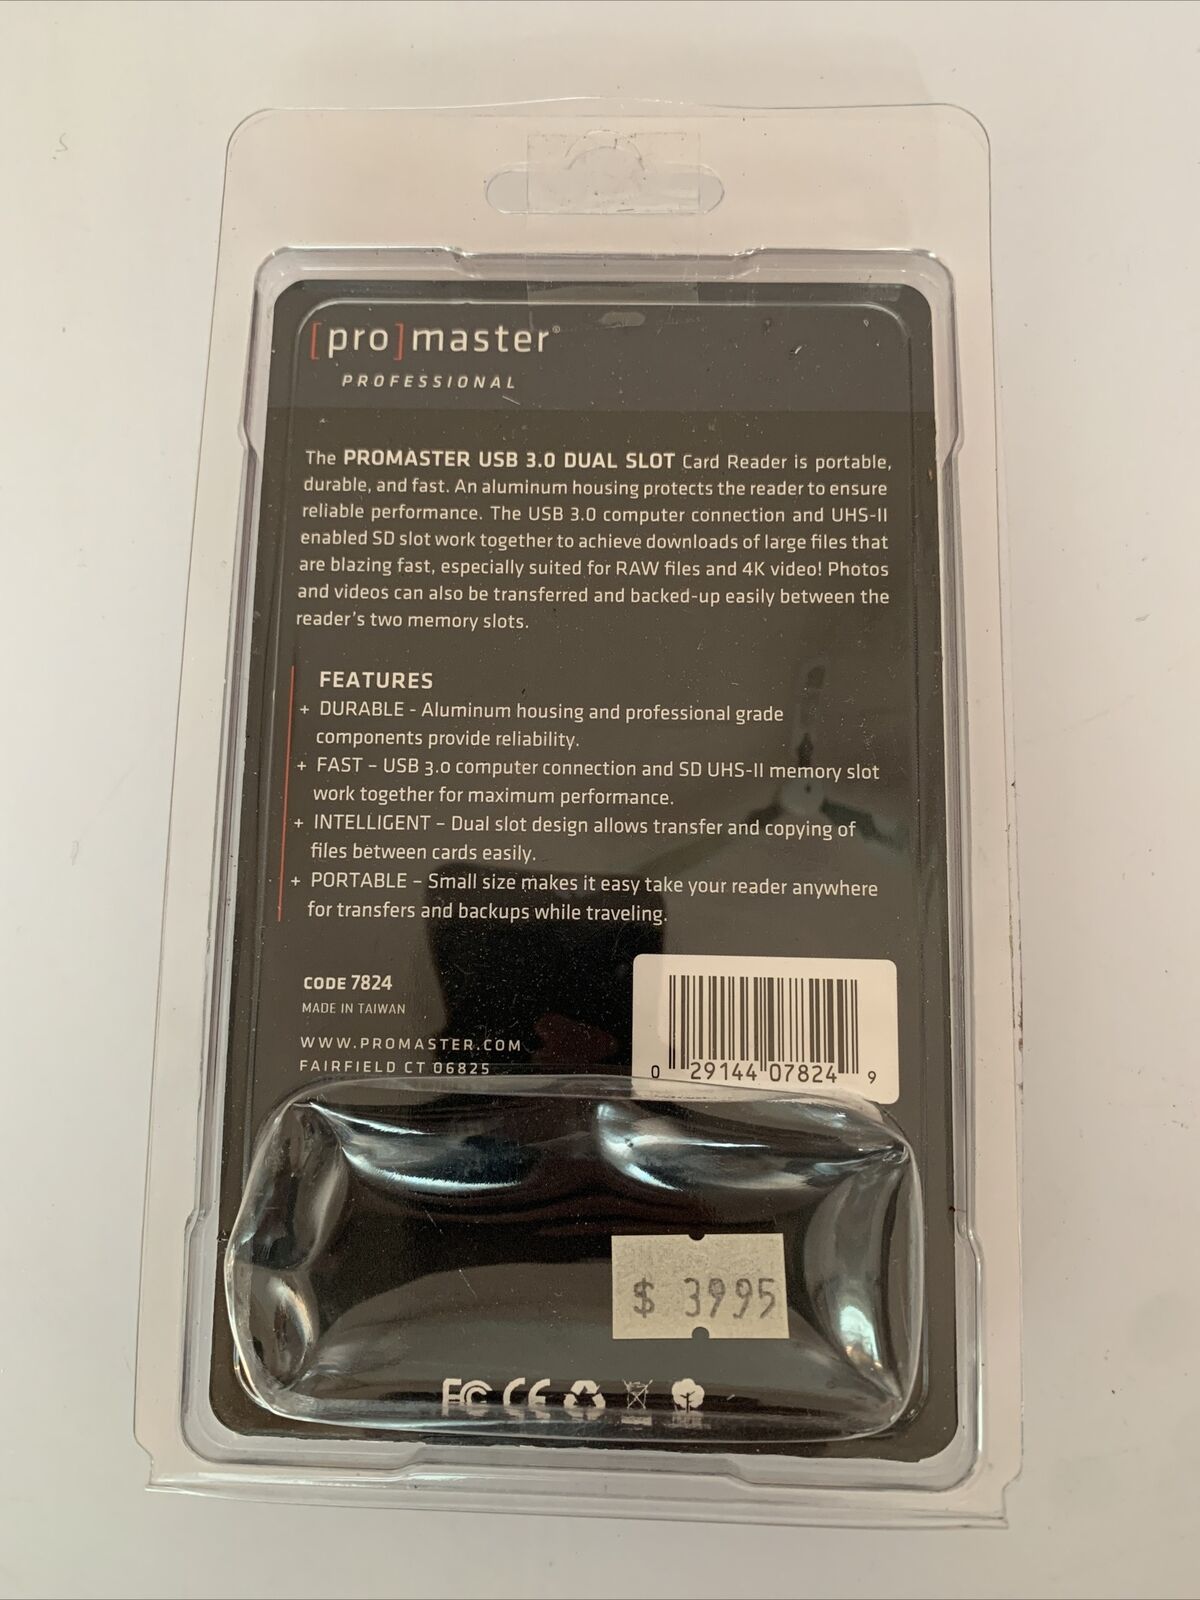 [pro]master®
PROFESSIONAL
The PROMASTER USB 3.0 DUAL SLOT Card Reader is portable,
durable, and fast. An aluminum housing protects the reader to ensure
reliable performance. The USB 3.0 computer connection and UHS-II
enabled SD slot work together to achieve downloads of large files that
are blazing fast, especially suited for RAW files and 4K video! Photos
and videos can also be transferred and backed-up easily between the
reader's two memory slots.
FEATURES
+ DURABLE - Aluminum housing and professional grade
components provide reliability.
+ FAST – USB 3.0 computer connection and SD UHS-II memory slot
work together for maximum performance.
+ INTELLIGENT – Dual slot design allows transfer and copying of
files between cards easily.
+ PORTABLE – Small size makes it easy take your reader anywhere
for transfers and backups while traveling.
CODE 7824
MADE IN TAIWAN
WWW.PROMASTER.COM
FAIRFIELD CT 06825
0 29144 07824 9
$ 3995
FC CE